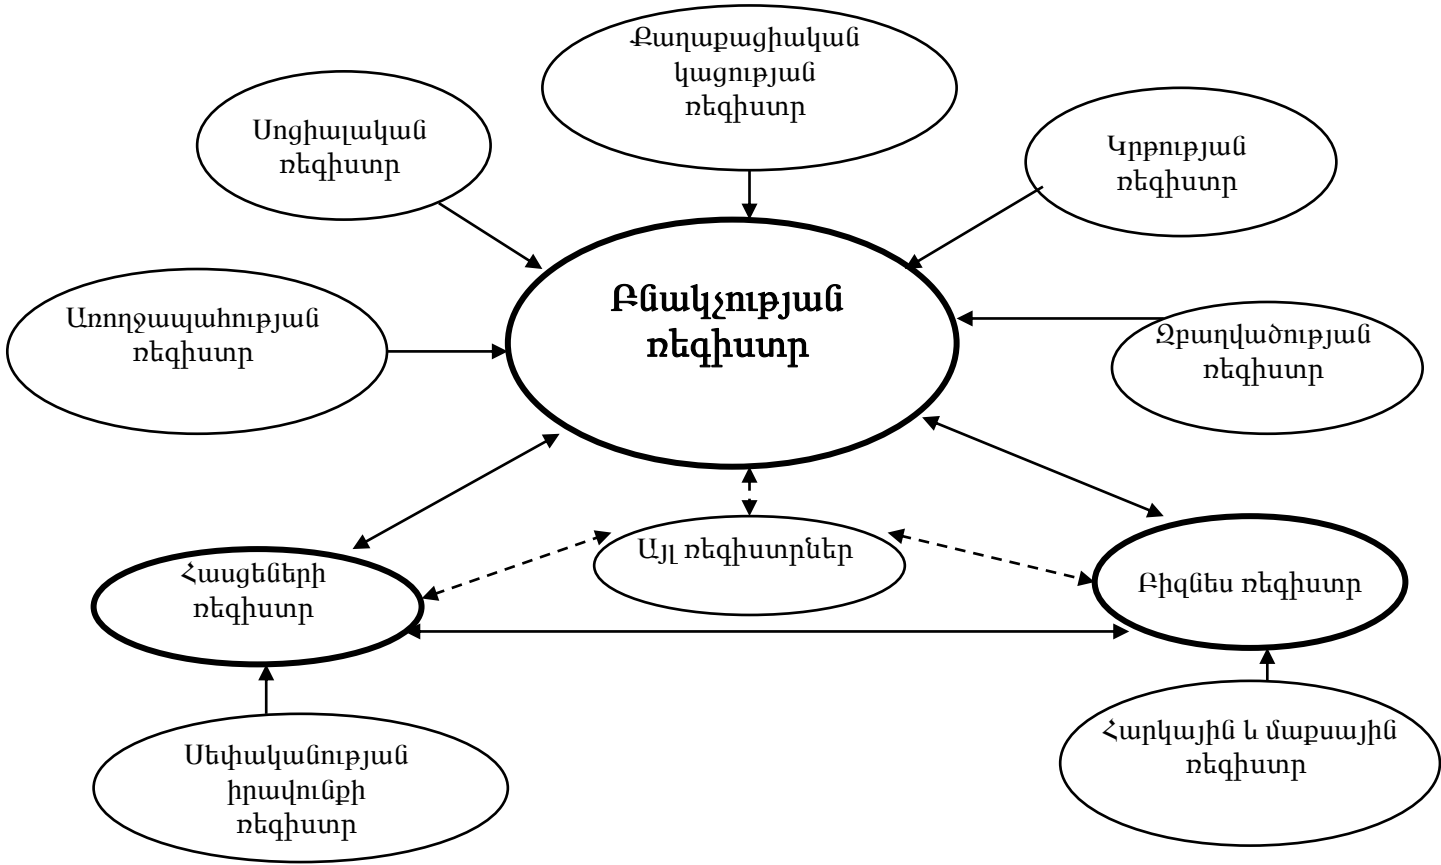 Քաղաքացիական
կացության
ռեգիստր
Սոցիալական
ռեգիստր
Կրթության
ռեգիստր
Առողջապահության
ռեգիստր
Բնակչության
ռեգիստր
Զբաղվածության
ռեգիստր
Հասցեների
ռեգիստր
Այլ ռեգիստրներ
Բիզնես ռեգիստր
Սեփականության
իրավունքի
ռեգիստր
Հարկային և մաքսային
ռեգիստր